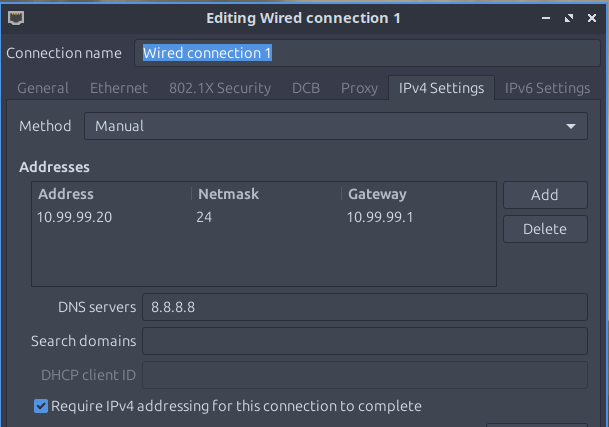 Editing Wired connection 1
Connection name Wired connection 1
General Ethernet 802.1X Security DCB Proxy IPv4 Settings IPv6 Settings
Method Manual
Addresses
Address Netmask Gateway
10.99.99.20 24 10.99.99.1
Add
Delete
DNS servers 8.8.8.8
Search domains
DHCP client ID
Require IPv4 addressing for this connection to complete